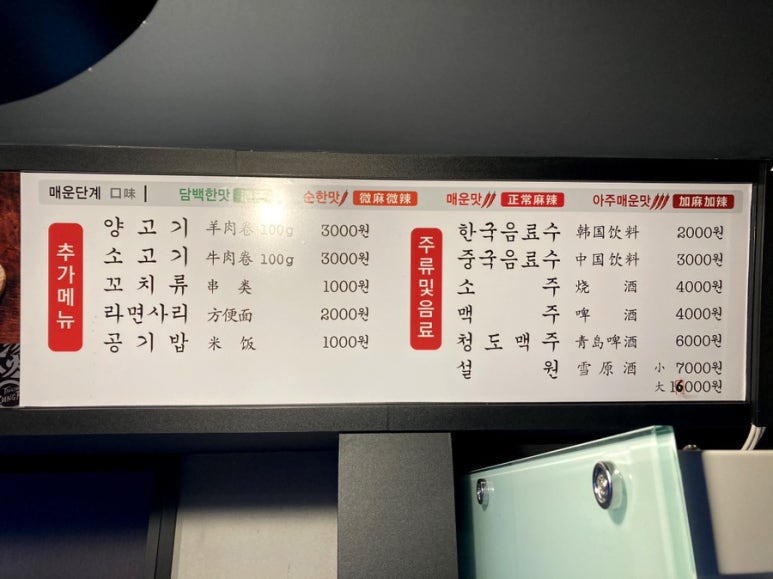 매운단계 口味 담백한맛 순한맛 微麻微辣 매운맛 正常麻辣 아주매운맛 加麻加辣
추가메뉴
양고기 羊肉卷 100g 3000원
소고기 牛肉卷 100g 3000원
꼬치류 串类 1000원
라면사리 方便面 2000원
공기밥 米饭 1000원
주류및음료
한국음료수 韩国饮料 2000원
중국음료수 中国饮料 3000원
소주 烧酒 4000원
맥주 啤酒 4000원
청도맥주 青岛啤酒 6000원
설원 雪原酒 小 7000원
大 16000원